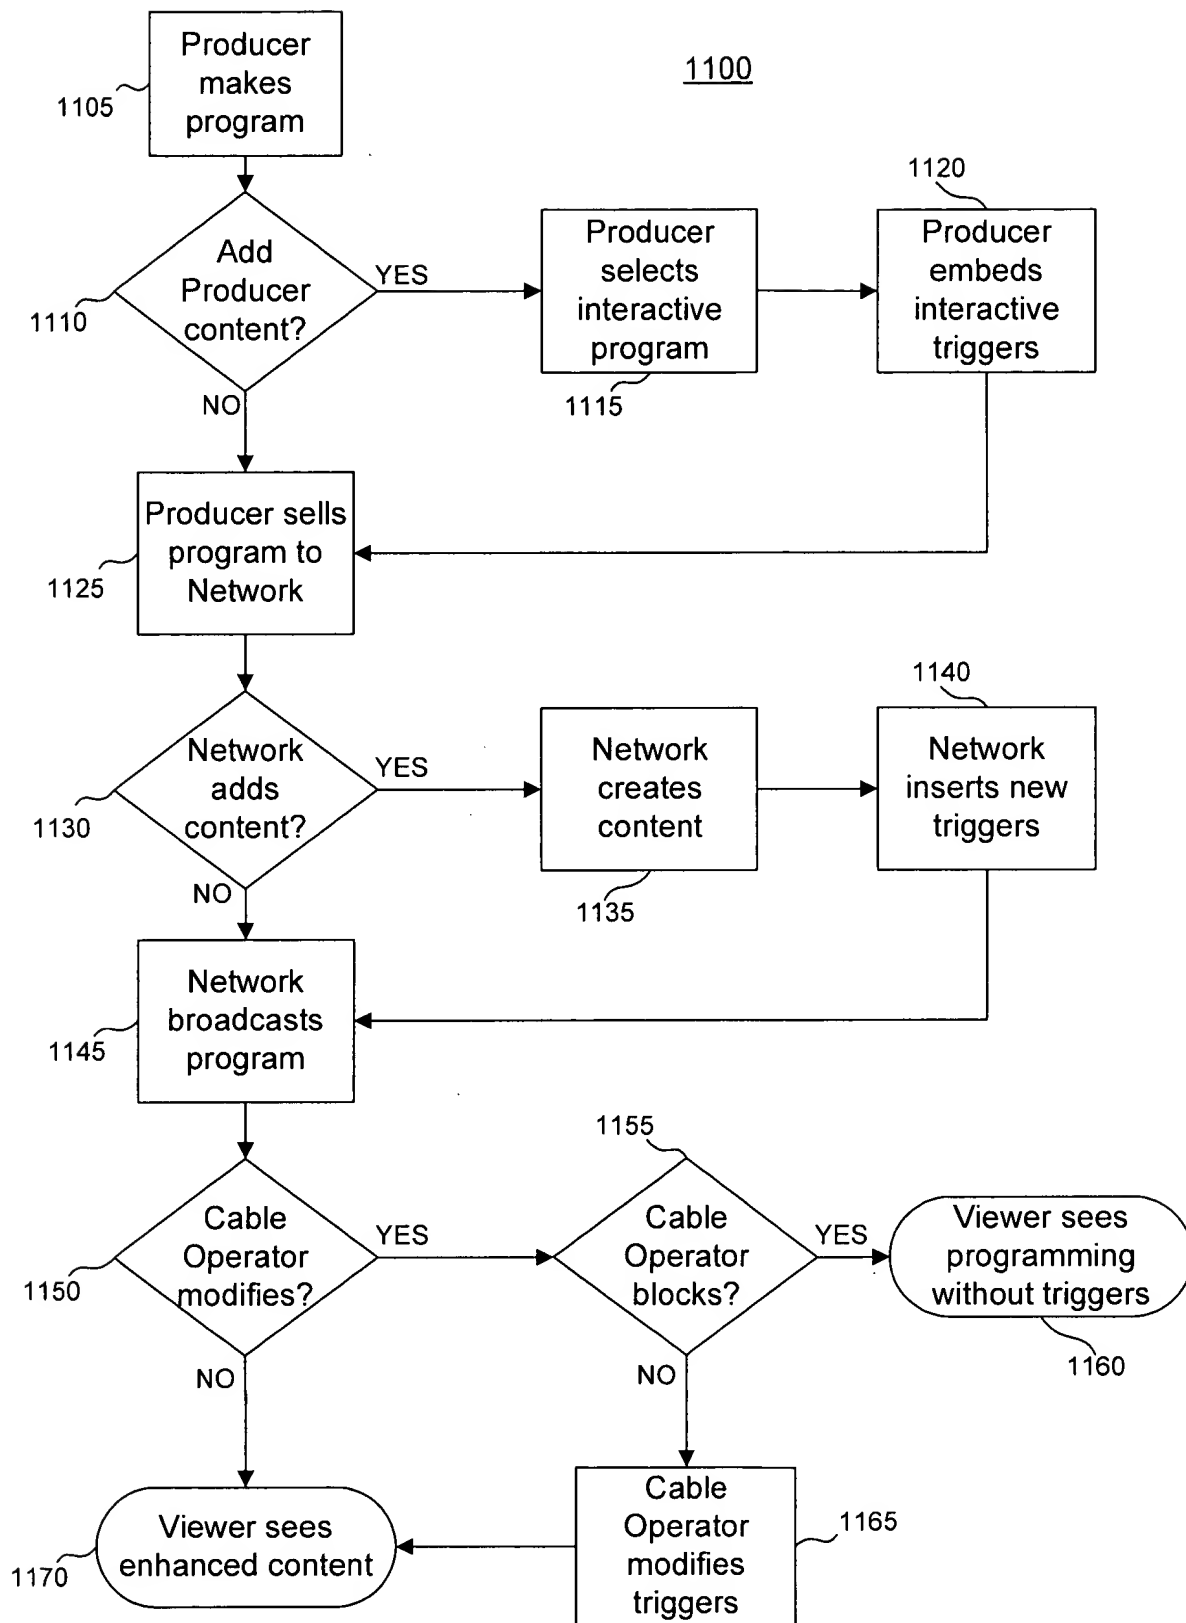 Producer
makes
program
1105
1100
Add
Producer
content?
1110
YES
NO
Producer
selects
interactive
program
1115
1120
Producer
embeds
interactive
triggers
Producer sells
program to
Network
1125
Network
adds
content?
1130
YES
NO
Network
creates
content
1135
1140
Network
inserts new
triggers
Network
broadcasts
program
1145
Cable
Operator
modifies?
1150
YES
NO
1155
Cable
Operator
blocks?
YES
NO
Viewer sees
programming
without triggers
1160
Cable
Operator
modifies
triggers
1165
Viewer sees
enhanced content
1170